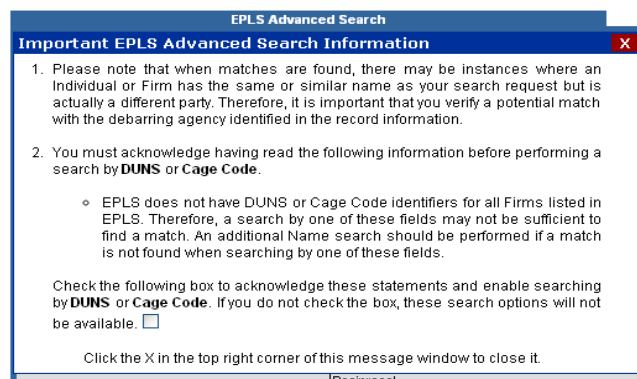 EPLS Advanced Search
Important EPLS Advanced Search Information
X
1. Please note that when matches are found, there may be instances where an
Individual or Firm has the same or similar name as your search request but is
actually a different party. Therefore, it is important that you verify a potential match
with the debarring agency identified in the record information.
2. You must acknowledge having read the following information before performing a
search by DUNS or Cage Code.
EPLS does not have DUNS or Cage Code identifiers for all Firms listed in
EPLS. Therefore, a search by one of these fields may not be sufficient to
find a match. An additional Name search should be performed if a match
is not found when searching by one of these fields.
Check the following box to acknowledge these statements and enable searching
by DUNS or Cage Code. If you do not check the box, these search options will not
be available.
Click the X in the top right corner of this message window to close it.